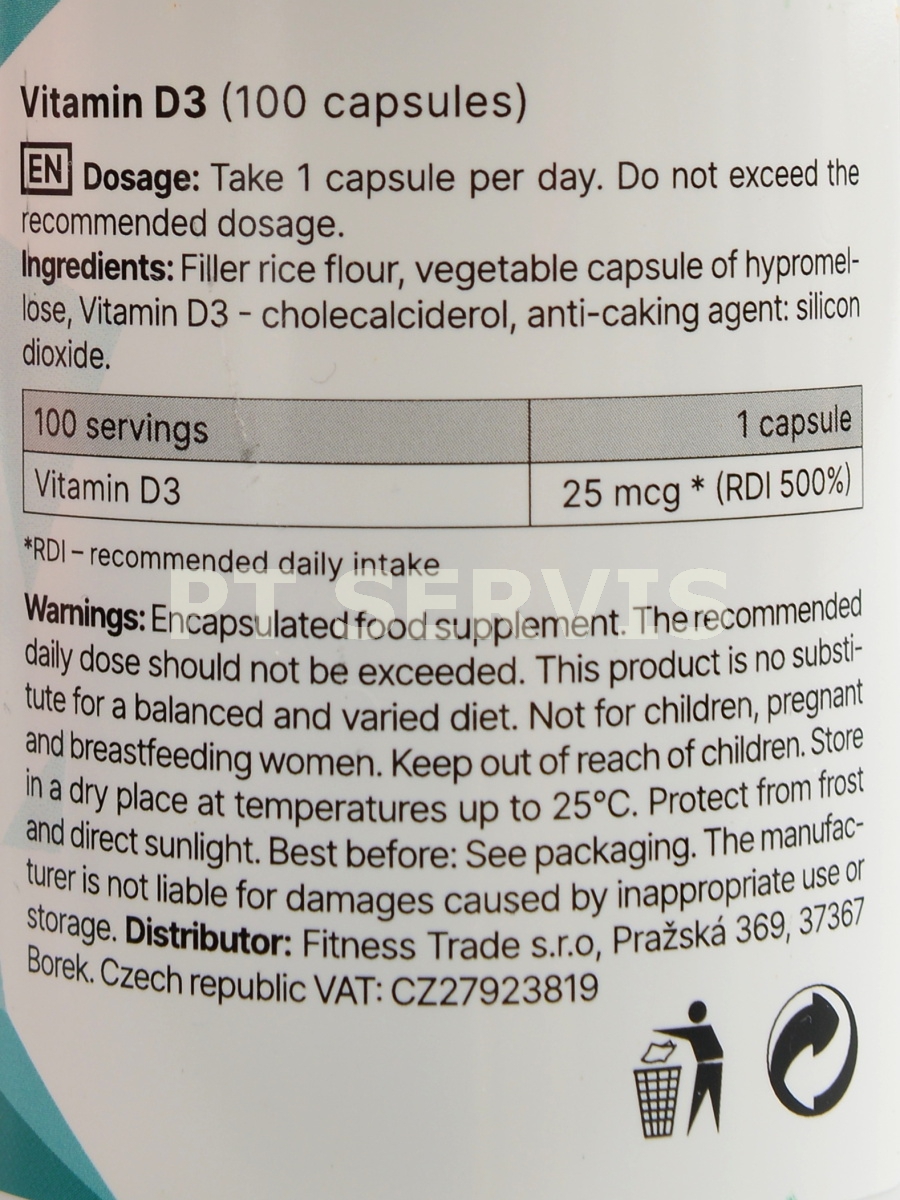 Vitamin D3 (100 capsules)
EN Dosage: Take 1 capsule per day. Do not exceed the
recommended dosage.
Ingredients: Filler rice flour, vegetable capsule of hypromel-
lose, Vitamin D3 - cholecalciderol, anti-caking agent: silicon
dioxide.
100 servings 1 capsule
Vitamin D3 25 mcg * (RDI 500%)
*RDI – recommended daily intake
PT SERVIS
Warnings: Encapsulated food supplement. The recommended
daily dose should not be exceeded. This product is no substi-
tute for a balanced and varied diet. Not for children, pregnant
and breastfeeding women. Keep out of reach of children. Store
in a dry place at temperatures up to 25°C. Protect from frost
and direct sunlight. Best before: See packaging. The manufac-
turer is not liable for damages caused by inappropriate use or
storage. Distributor: Fitness Trade s.r.o, Pražská 369, 37367
Borek. Czech republic VAT: CZ27923819